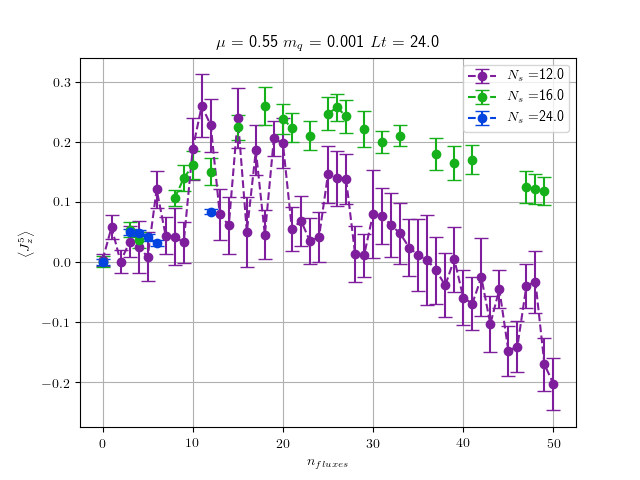 μ = 0.55 m_q = 0.001 Lt = 24.0
N_s =12.0
N_s =16.0
N_s =24.0
⟨J_z^5⟩
0.3
0.2
0.1
0.0
−0.1
−0.2
0
10
20
30
40
50
n_fluxes